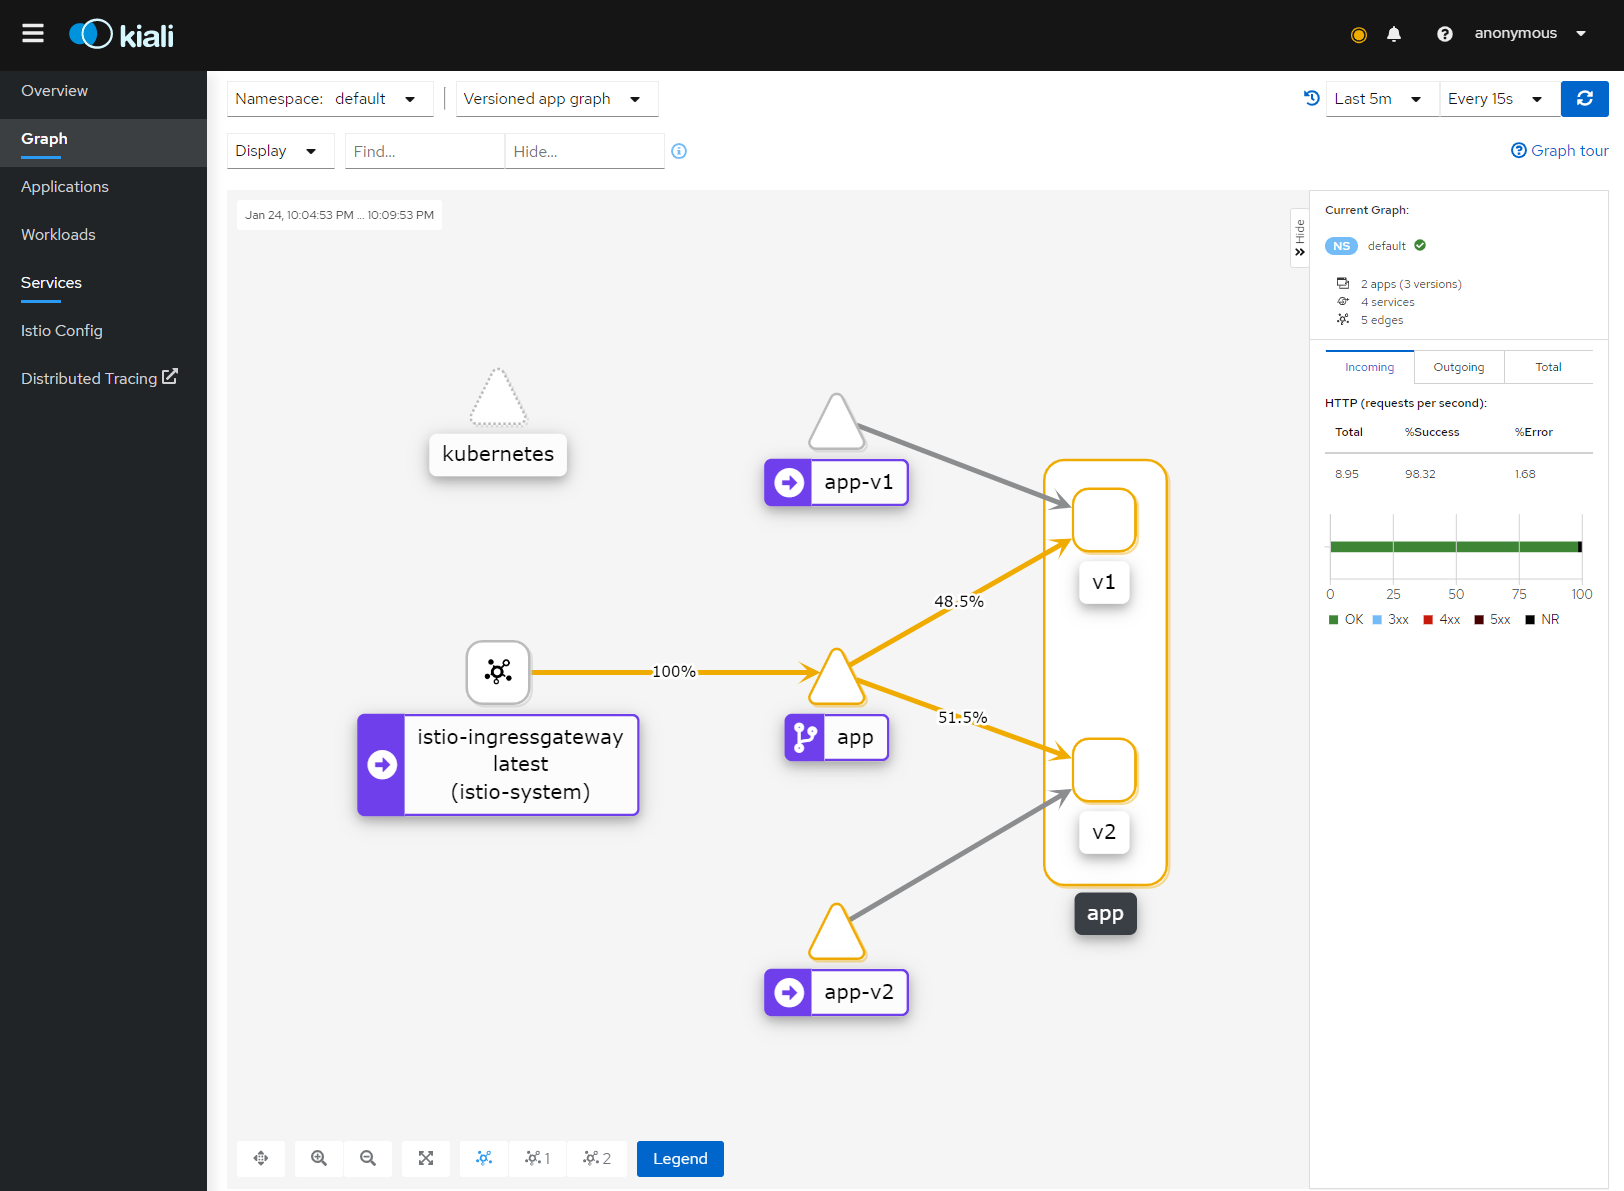 kiali
anonymous
Overview
Graph
Applications
Workloads
Services
Istio Config
Distributed Tracing
Namespace: default
Versioned app graph
Last 5m
Every 15s
Display
Find...
Hide...
Graph tour
Jan 24, 10:04:53 PM ... 10:09:53 PM
Hide
kubernetes
app-v1
v1
48.5%
100%
51.5%
istio-ingressgateway
latest
(istio-system)
app
v2
app
app-v2
1
2
Legend
Current Graph:
NS default
2 apps (3 versions)
4 services
5 edges
Incoming
Outgoing
Total
HTTP (requests per second):
Total %Success %Error
8.95 98.32 1.68
0 25 50 75 100
OK 3xx 4xx 5xx NR